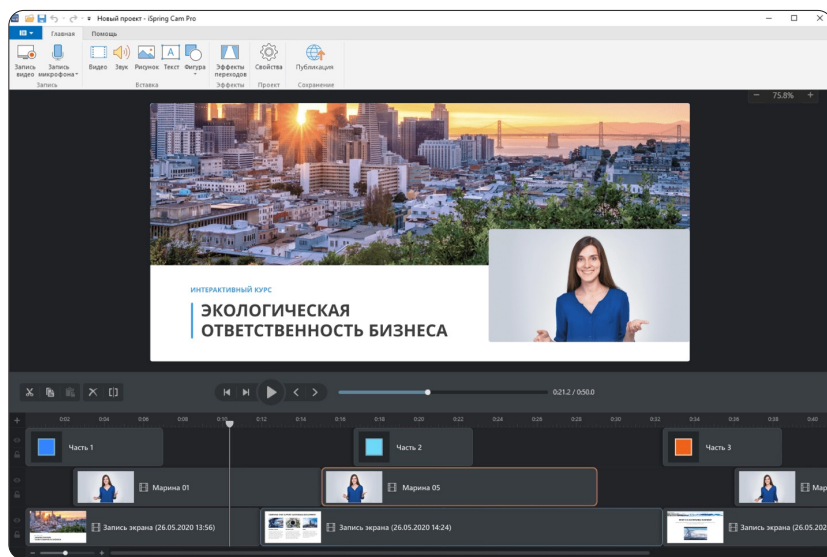 Новый проект - iSpring Cam Pro
Главная Помощь
Запись видео
Запись микрофона
Видео Звук Рисунок Текст Фигура
Эффекты переходов
Свойства
Публикация
Запись Вставка Эффекты Проект Сохранение
75.8%
ИНТЕРАКТИВНЫЙ КУРС
ЭКОЛОГИЧЕСКАЯ
ОТВЕТСТВЕННОСТЬ БИЗНЕСА
0:21.2 / 0:50.0
0:02 0:04 0:06 0:08 0:10 0:12 0:14 0:16 0:18 0:20 0:22 0:24 0:26 0:28 0:30 0:32 0:34 0:36 0:38 0:40
Часть 1 Часть 2 Часть 3
Марина 01 Марина 05 Мар
Запись экрана (26.05.2020 13:56) Запись экрана (26.05.2020 14:24) Запись экрана (26.05.202